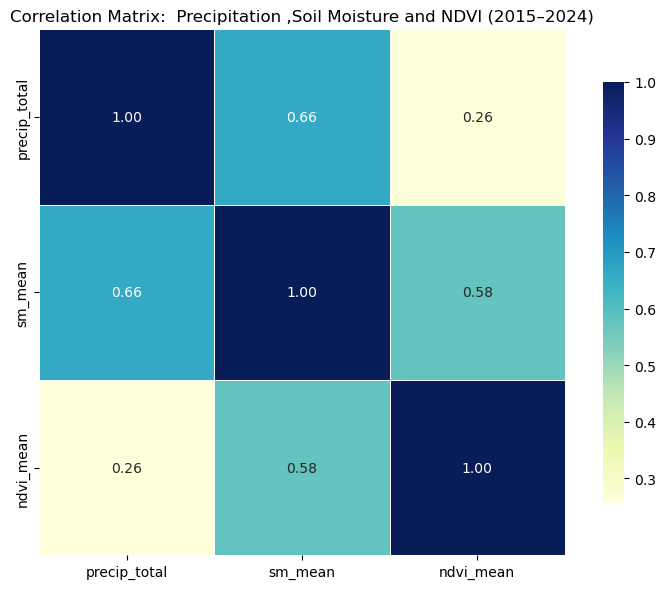 Correlation Matrix:  Precipitation ,Soil Moisture and NDVI (2015–2024)
precip_total
1.00
0.66
0.26
sm_mean
0.66
1.00
0.58
ndvi_mean
0.26
0.58
1.00
precip_total
sm_mean
ndvi_mean
1.0
0.9
0.8
0.7
0.6
0.5
0.4
0.3